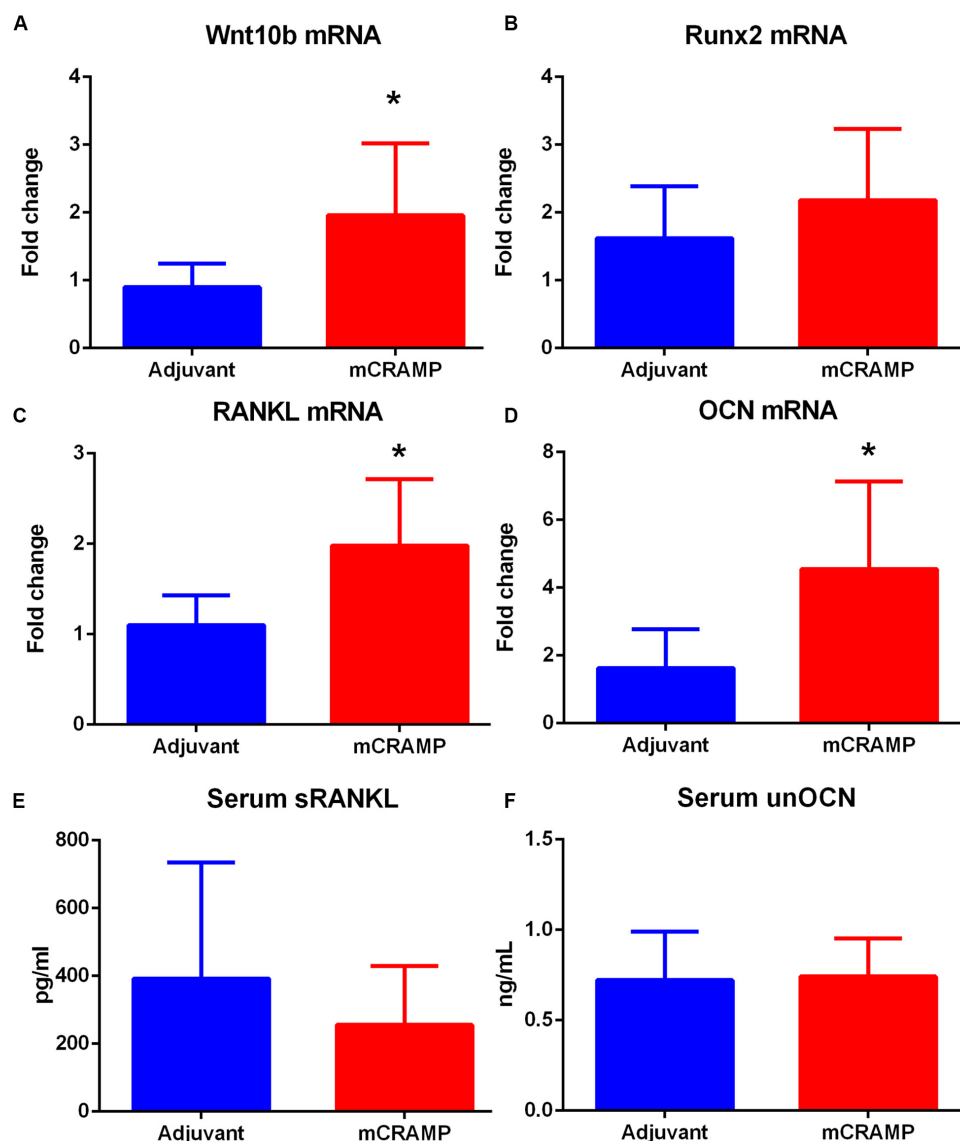 A
Wnt10b mRNA
Fold change
4
3
2
1
0
*
Adjuvant
mCRAMP
B
Runx2 mRNA
Fold change
4
3
2
1
0
Adjuvant
mCRAMP
C
RANKL mRNA
Fold change
3
2
1
0
*
Adjuvant
mCRAMP
D
OCN mRNA
Fold change
8
6
4
2
0
*
Adjuvant
mCRAMP
E
Serum sRANKL
pg/ml
800
600
400
200
0
Adjuvant
mCRAMP
F
Serum unOCN
ng/mL
1.5
1.0
0.5
0.0
Adjuvant
mCRAMP